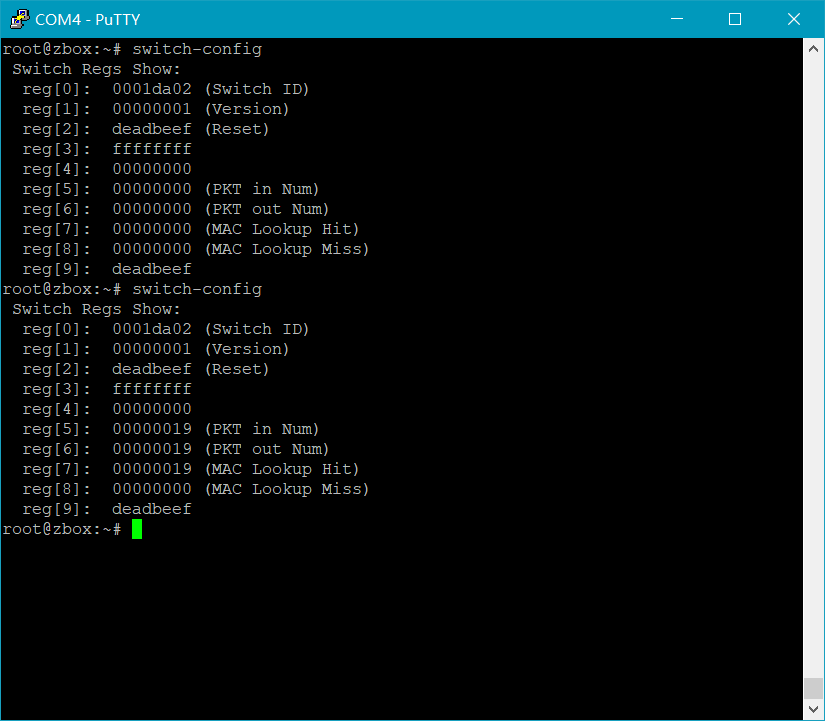 COM4 - PuTTY
root@zbox:~# switch-config
Switch Regs Show:
reg[0]: 0001da02 (Switch ID)
reg[1]: 00000001 (Version)
reg[2]: deadbeef (Reset)
reg[3]: ffffffff
reg[4]: 00000000
reg[5]: 00000000 (PKT in Num)
reg[6]: 00000000 (PKT out Num)
reg[7]: 00000000 (MAC Lookup Hit)
reg[8]: 00000000 (MAC Lookup Miss)
reg[9]: deadbeef
root@zbox:~# switch-config
Switch Regs Show:
reg[0]: 0001da02 (Switch ID)
reg[1]: 00000001 (Version)
reg[2]: deadbeef (Reset)
reg[3]: ffffffff
reg[4]: 00000000
reg[5]: 00000019 (PKT in Num)
reg[6]: 00000019 (PKT out Num)
reg[7]: 00000019 (MAC Lookup Hit)
reg[8]: 00000000 (MAC Lookup Miss)
reg[9]: deadbeef
root@zbox:~#